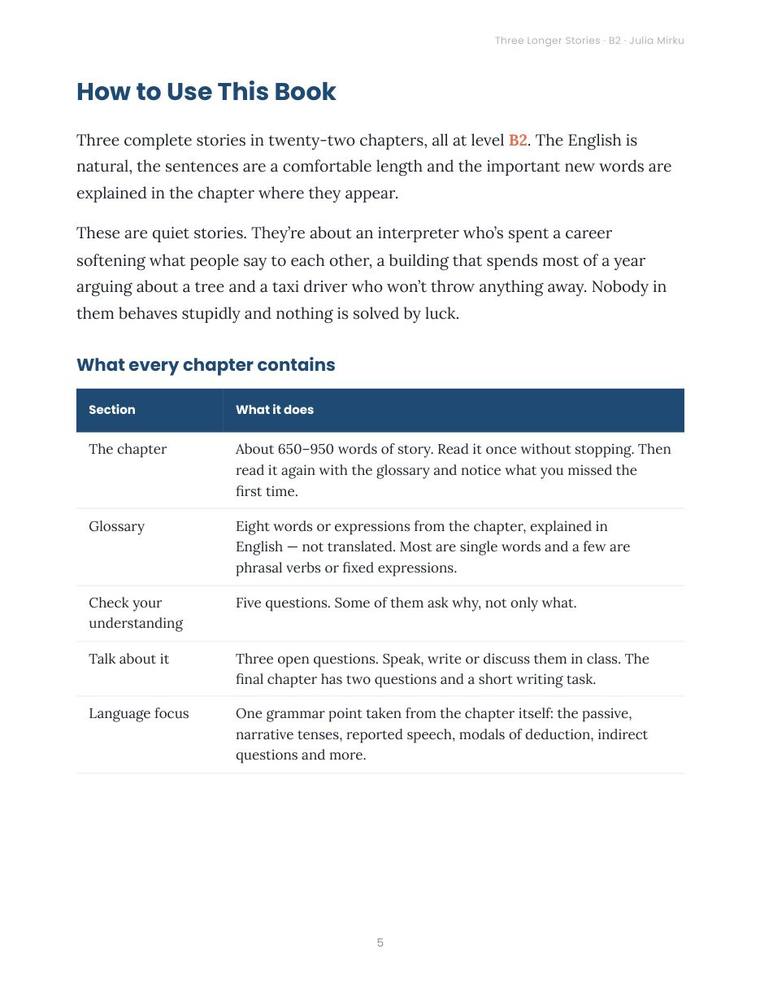 Three Longer Stories · B2 · Julia Mirku
How to Use This Book
Three complete stories in twenty-two chapters, all at level B2. The English is
natural, the sentences are a comfortable length and the important new words are
explained in the chapter where they appear.
These are quiet stories. They’re about an interpreter who’s spent a career
softening what people say to each other, a building that spends most of a year
arguing about a tree and a taxi driver who won’t throw anything away. Nobody in
them behaves stupidly and nothing is solved by luck.
What every chapter contains
Section What it does
The chapter About 650–950 words of story. Read it once without stopping. Then
read it again with the glossary and notice what you missed the
first time.
Glossary Eight words or expressions from the chapter, explained in
English — not translated. Most are single words and a few are
phrasal verbs or fixed expressions.
Check your Five questions. Some of them ask why, not only what.
understanding
Talk about it Three open questions. Speak, write or discuss them in class. The
final chapter has two questions and a short writing task.
Language focus One grammar point taken from the chapter itself: the passive,
narrative tenses, reported speech, modals of deduction, indirect
questions and more.
5